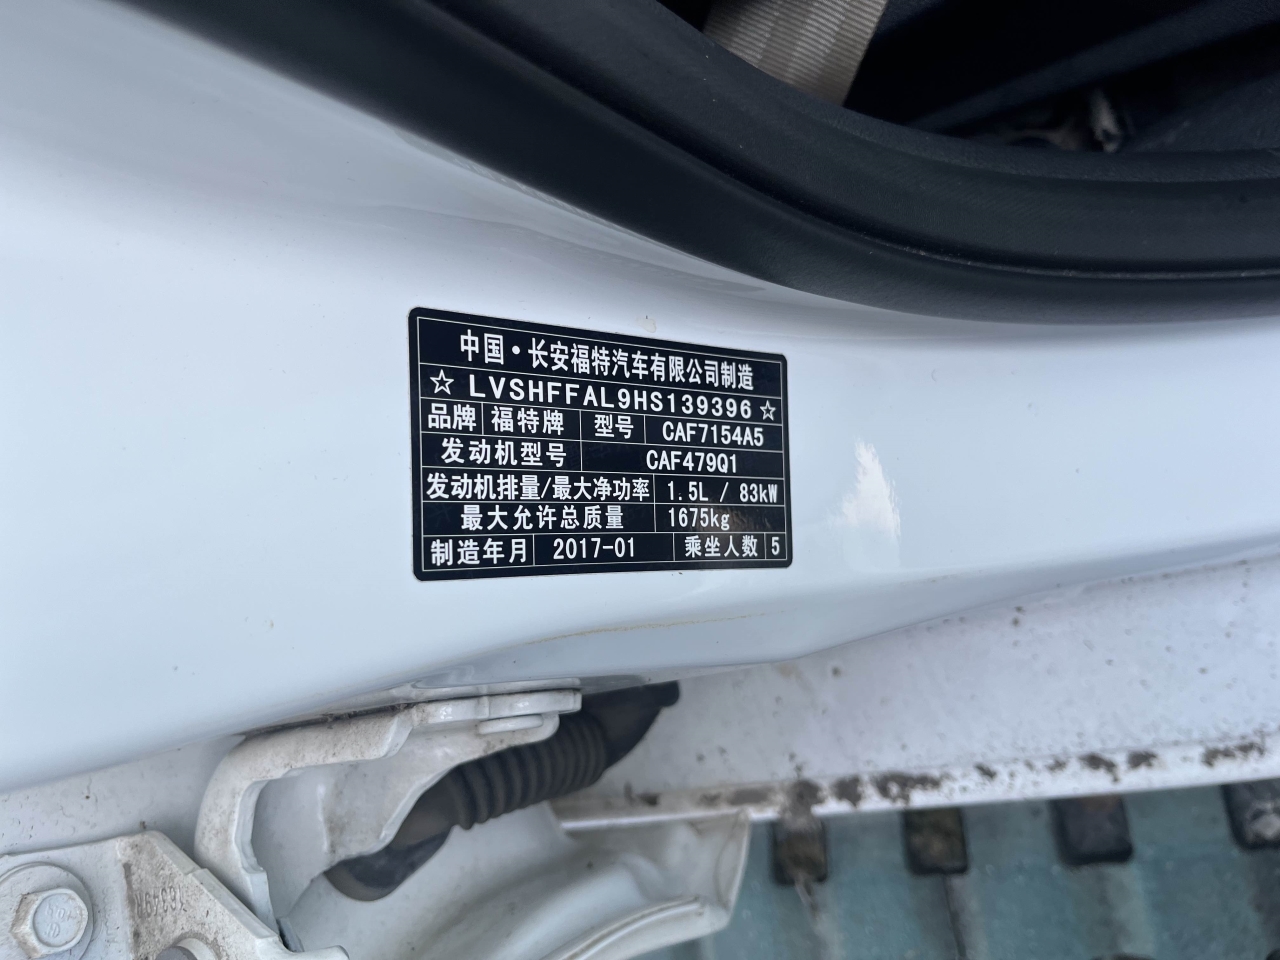 中国·长安福特汽车有限公司制造
☆ LVSHFFAL9HS139396 ☆
品牌 福特牌 型号 CAF7154A5
发动机型号 CAF479Q1
发动机排量/最大净功率 1.5L / 83kW
最大允许总质量 1675kg
制造年月 2017-01 乘坐人数 5